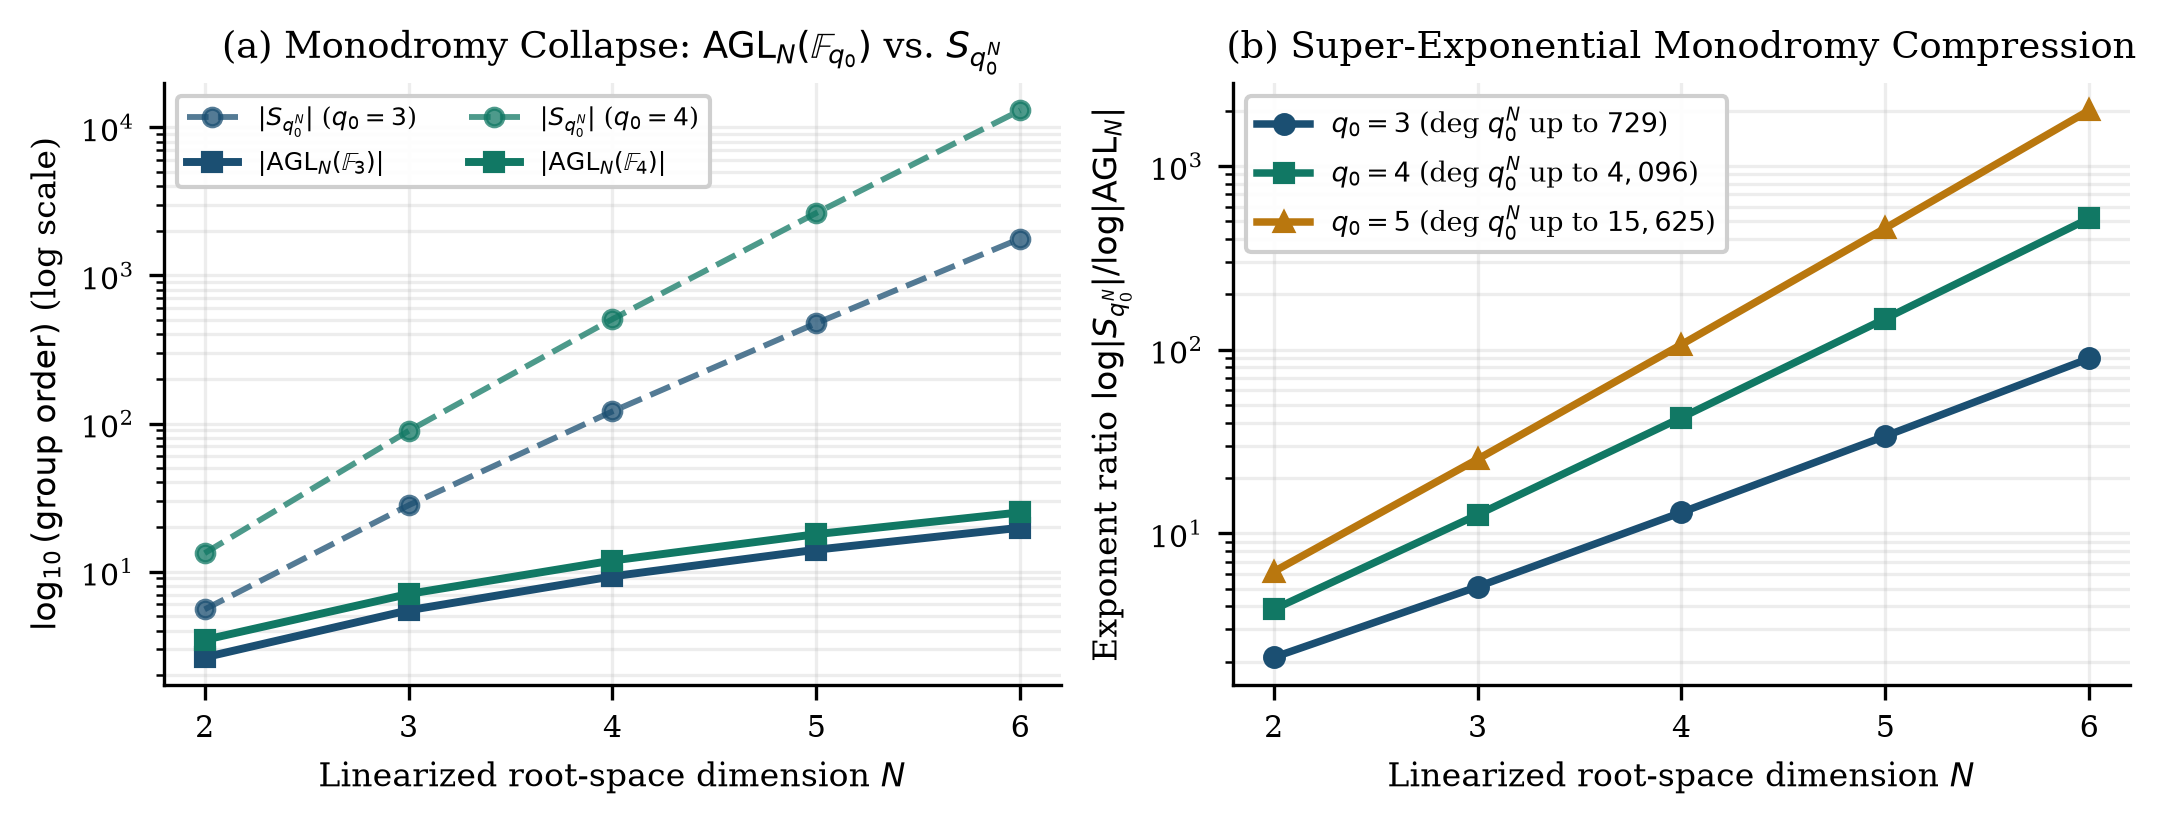 (a) Monodromy Collapse: AGL_N(𝔽_{q_0}) vs. S_{q_0^N}
log_{10}(group order) (log scale)
10^4
10^3
10^2
10^1
|S_{q_0^N}| (q_0 = 3)
|AGL_N(𝔽_3)|
|S_{q_0^N}| (q_0 = 4)
|AGL_N(𝔽_4)|
2 3 4 5 6
Linearized root-space dimension N
(b) Super-Exponential Monodromy Compression
Exponent ratio log|S_{q_0^N}|/log|AGL_N|
10^3
10^2
10^1
q_0 = 3 (deg q_0^N up to 729)
q_0 = 4 (deg q_0^N up to 4,096)
q_0 = 5 (deg q_0^N up to 15,625)
2 3 4 5 6
Linearized root-space dimension N